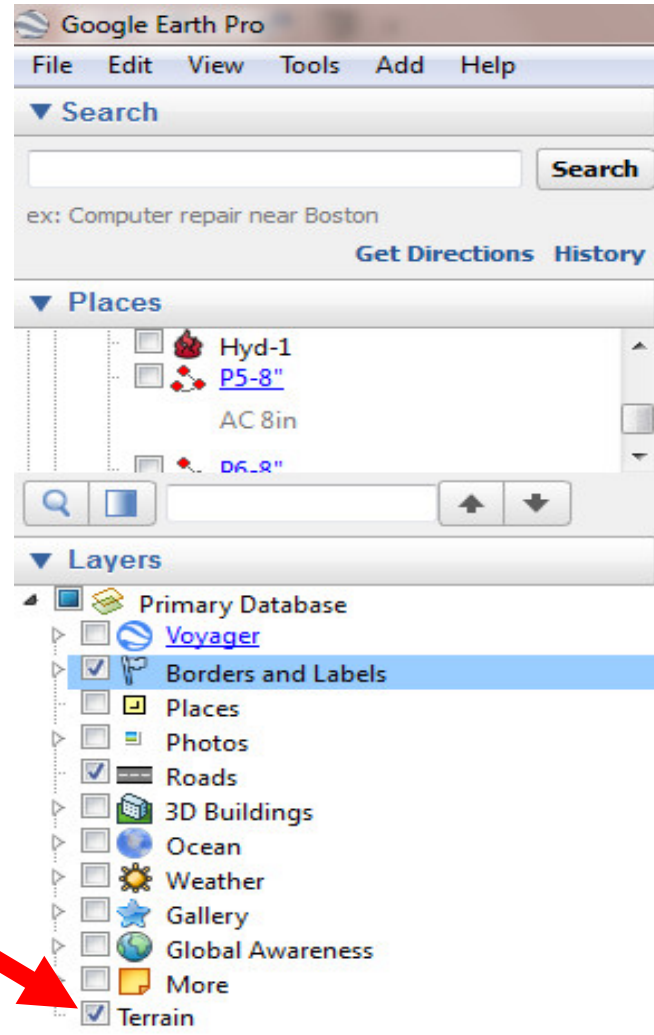 Google Earth Pro
File Edit View Tools Add Help
Search
Search
ex: Computer repair near Boston
Get Directions History
Places
Hyd-1
P5-8"
AC 8in
P6-8"
Layers
Primary Database
Voyager
Borders and Labels
Places
Photos
Roads
3D Buildings
Ocean
Weather
Gallery
Global Awareness
More
Terrain